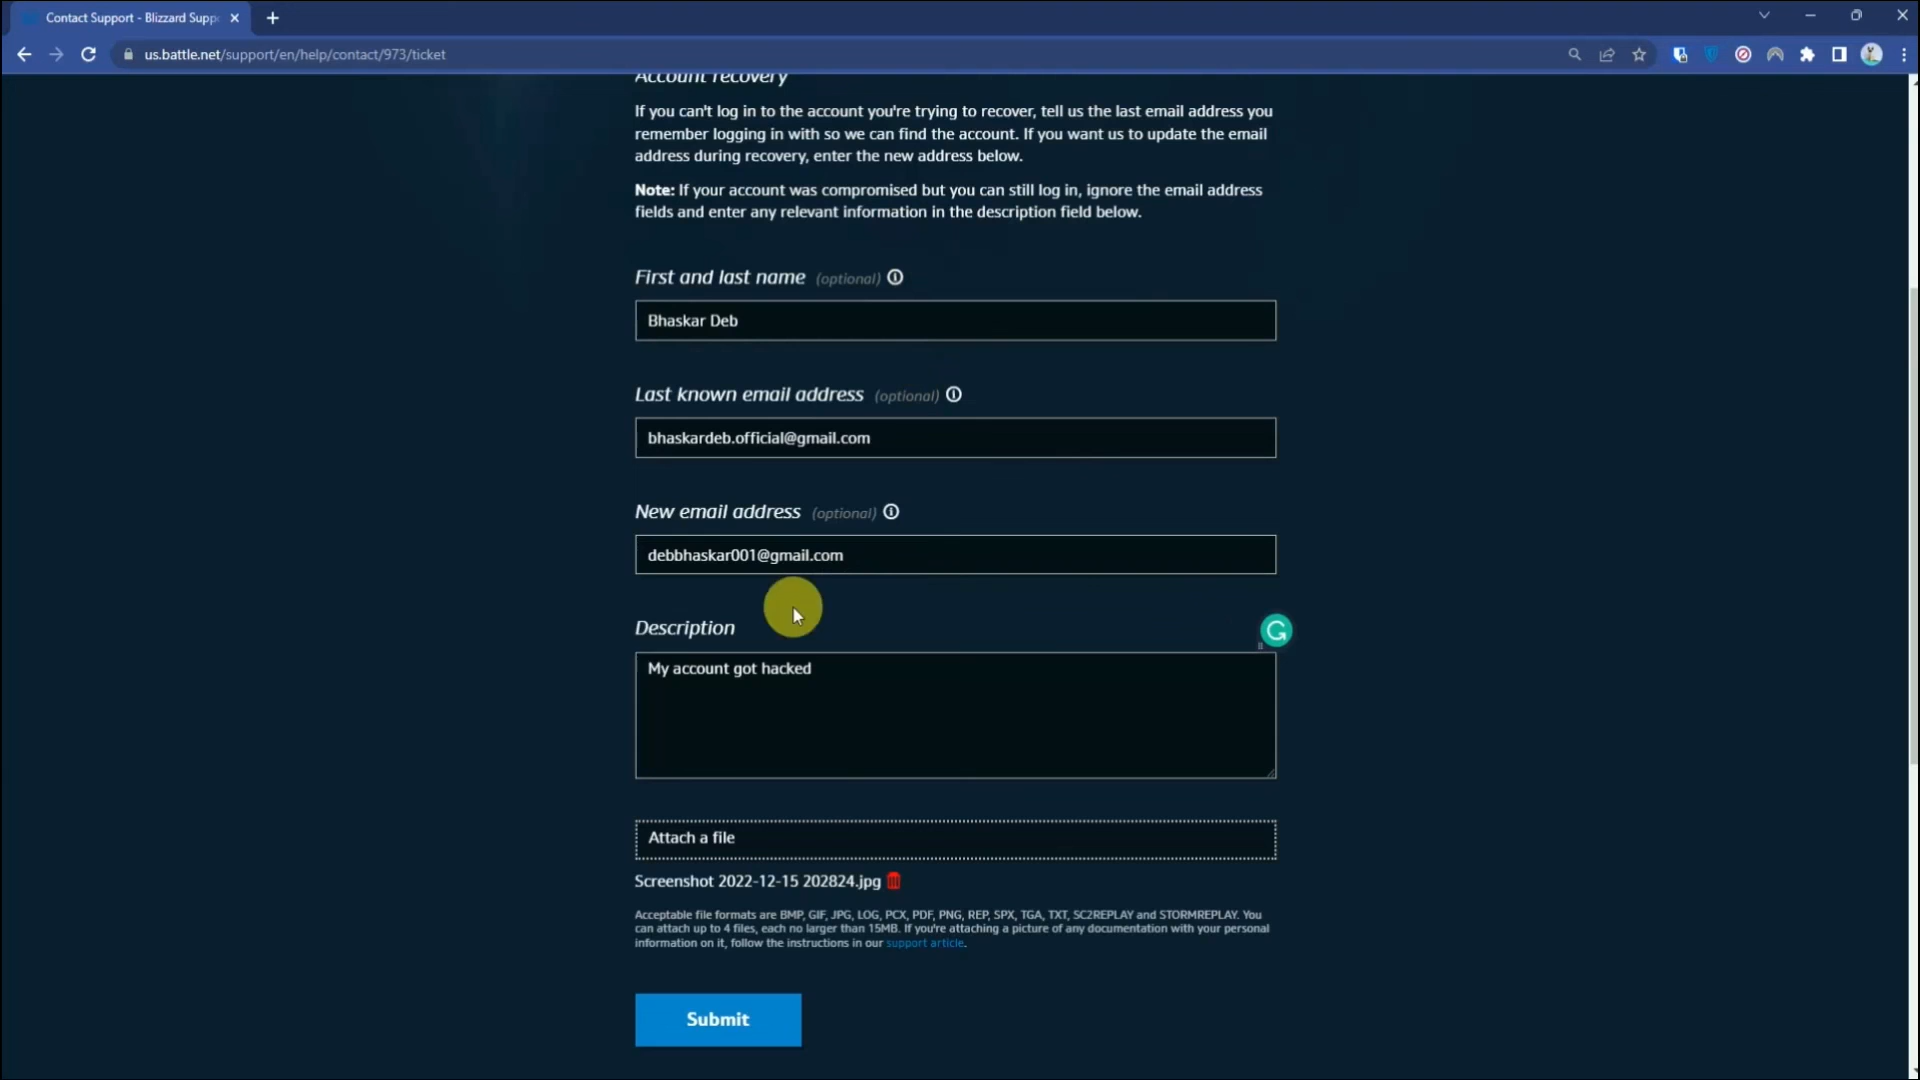 Contact Support - Blizzard Supp
us.battle.net/support/en/help/contact/973/ticket
Account recovery
If you can't log in to the account you're trying to recover, tell us the last email address you
remember logging in with so we can find the account. If you want us to update the email
address during recovery, enter the new address below.
Note: If your account was compromised but you can still log in, ignore the email address
fields and enter any relevant information in the description field below.
First and last name (optional)
Bhaskar Deb
Last known email address (optional)
bhaskardeb.official@gmail.com
New email address (optional)
debbhaskar001@gmail.com
Description
My account got hacked
Attach a file
Screenshot 2022-12-15 202824.jpg
Acceptable file formats are BMP, GIF, JPG, LOG, PCX, PDF, PNG, REP, SPX, TGA, TXT, SC2REPLAY and STORMREPLAY. You
can attach up to 4 files, each no larger than 15MB. If you're attaching a picture of any documentation with your personal
information on it, follow the instructions in our support article.
Submit